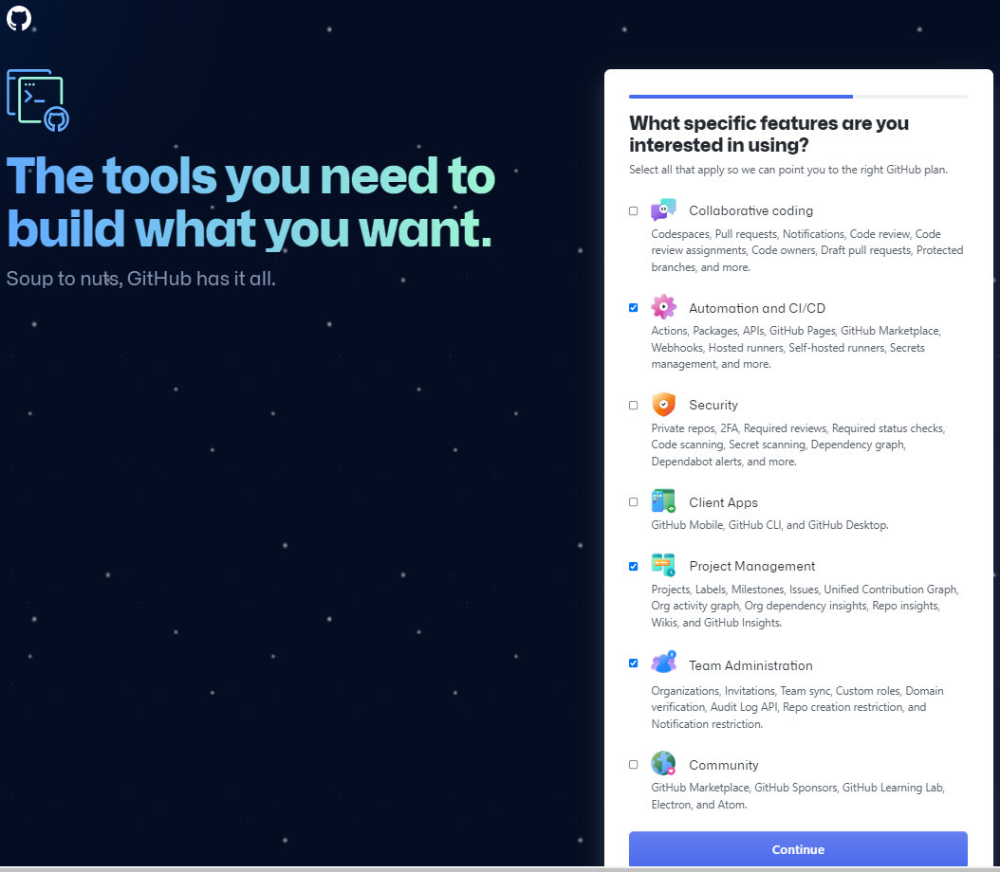 The tools you need to
build what you want.
Soup to nuts, GitHub has it all.
What specific features are you
interested in using?
Select all that apply so we can point you to the right GitHub plan.
Collaborative coding
Codespaces, Pull requests, Notifications, Code review, Code
review assignments, Code owners, Draft pull requests, Protected
branches, and more.
Automation and CI/CD
Actions, Packages, APIs, GitHub Pages, GitHub Marketplace,
Webhooks, Hosted runners, Self-hosted runners, Secrets
management, and more.
Security
Private repos, 2FA, Required reviews, Required status checks,
Code scanning, Secret scanning, Dependency graph,
Dependabot alerts, and more.
Client Apps
GitHub Mobile, GitHub CLI, and GitHub Desktop.
Project Management
Projects, Labels, Milestones, Issues, Unified Contribution Graph,
Org activity graph, Org dependency insights, Repo insights,
Wikis, and GitHub Insights.
Team Administration
Organizations, Invitations, Team sync, Custom roles, Domain
verification, Audit Log API, Repo creation restriction, and
Notification restriction.
Community
GitHub Marketplace, GitHub Sponsors, GitHub Learning Lab,
Electron, and Atom.
Continue